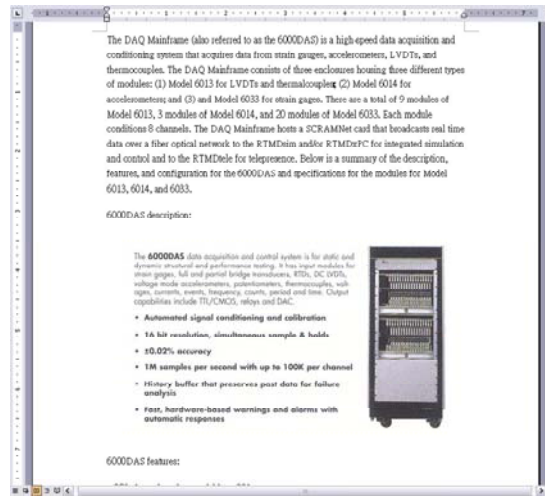 The DAQ Mainframe (also referred to as the 6000DAS) is a high-speed data acquisition and
conditioning system that acquires data from strain gauges, accelerometers, LVDTs, and
thermocouples. The DAQ Mainframe consists of three enclosures housing three different types
of modules: (1) Model 6013 for LVDTs and thermalcouplers; (2) Model 6014 for
accelerometers; and (3) and Model 6033 for strain gages. There are a total of 9 modules of
Model 6013, 3 modules of Model 6014, and 20 modules of Model 6033. Each module
conditions 8 channels. The DAQ Mainframe hosts a SCRAMNet card that broadcasts real time
data over a fiber optical network to the RTMDsim and/or RTMDxPC for integrated simulation
and control and to the RTMDtele for telepresence. Below is a summary of the description,
features, and configuration for the 6000DAS and specifications for the modules for Model
6013, 6014, and 6033.
6000DAS description:
The 6000DAS data acquisition and control system is for static and
dynamic structural and performance testing. It has input modules for
strain gages, full and partial bridge transducers, RTDs, DC LVDTs,
voltage mode accelerometers, potentiometers, thermocouples, volt-
ages, currents, events, frequency, counts, period and time. Output
capabilities include TTL/CMOS, relays and DAC.
• Automated signal conditioning and calibration
• 16 bit resolution, simultaneous sample & holds
• ±0.02% accuracy
• 1M samples per second with up to 100K per channel
• History buffer that preserves past data for failure
analysis
• Fast, hardware-based warnings and alarms with
automatic responses
6000DAS features: